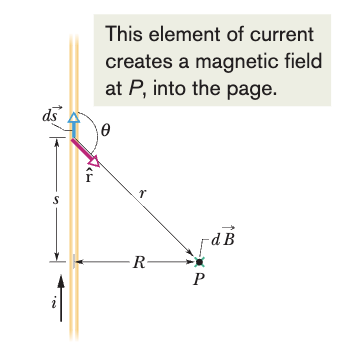 This element of current
creates a magnetic field
at P, into the page.
ds⃗
θ
r̂
r
s
dB⃗
R
P
i